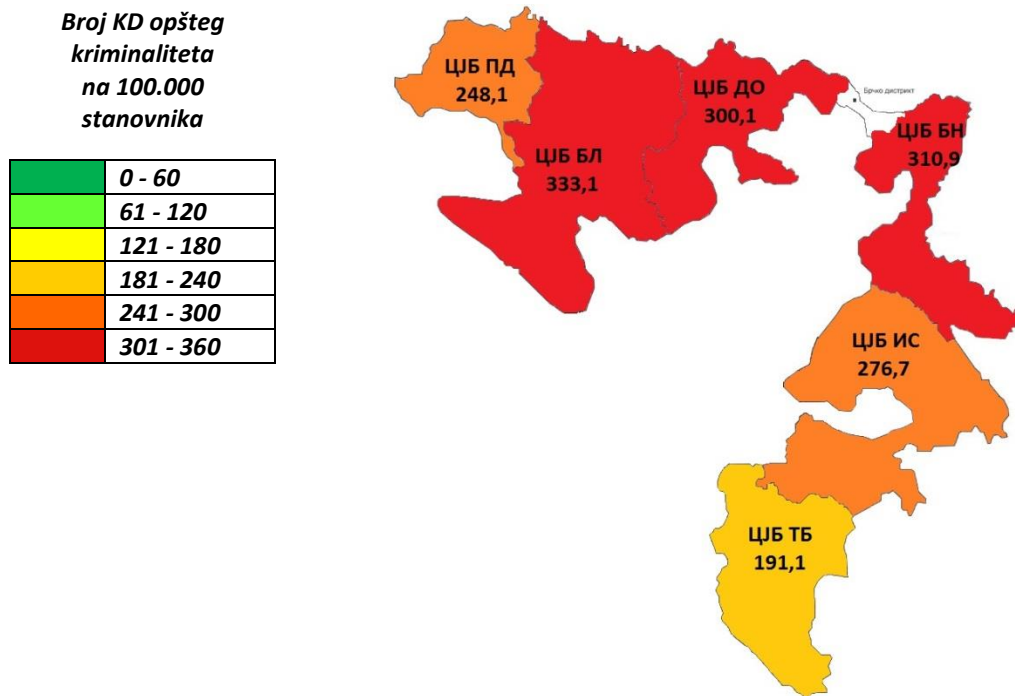 Broj KD opšteg
kriminaliteta
na 100.000
stanovnika
0 - 60
61 - 120
121 - 180
181 - 240
241 - 300
301 - 360
ЦЈБ ПД
248,1
ЦЈБ БЛ
333,1
ЦЈБ ДО
300,1
Брчко дистрикт
ЦЈБ БН
310,9
ЦЈБ ИС
276,7
ЦЈБ ТБ
191,1